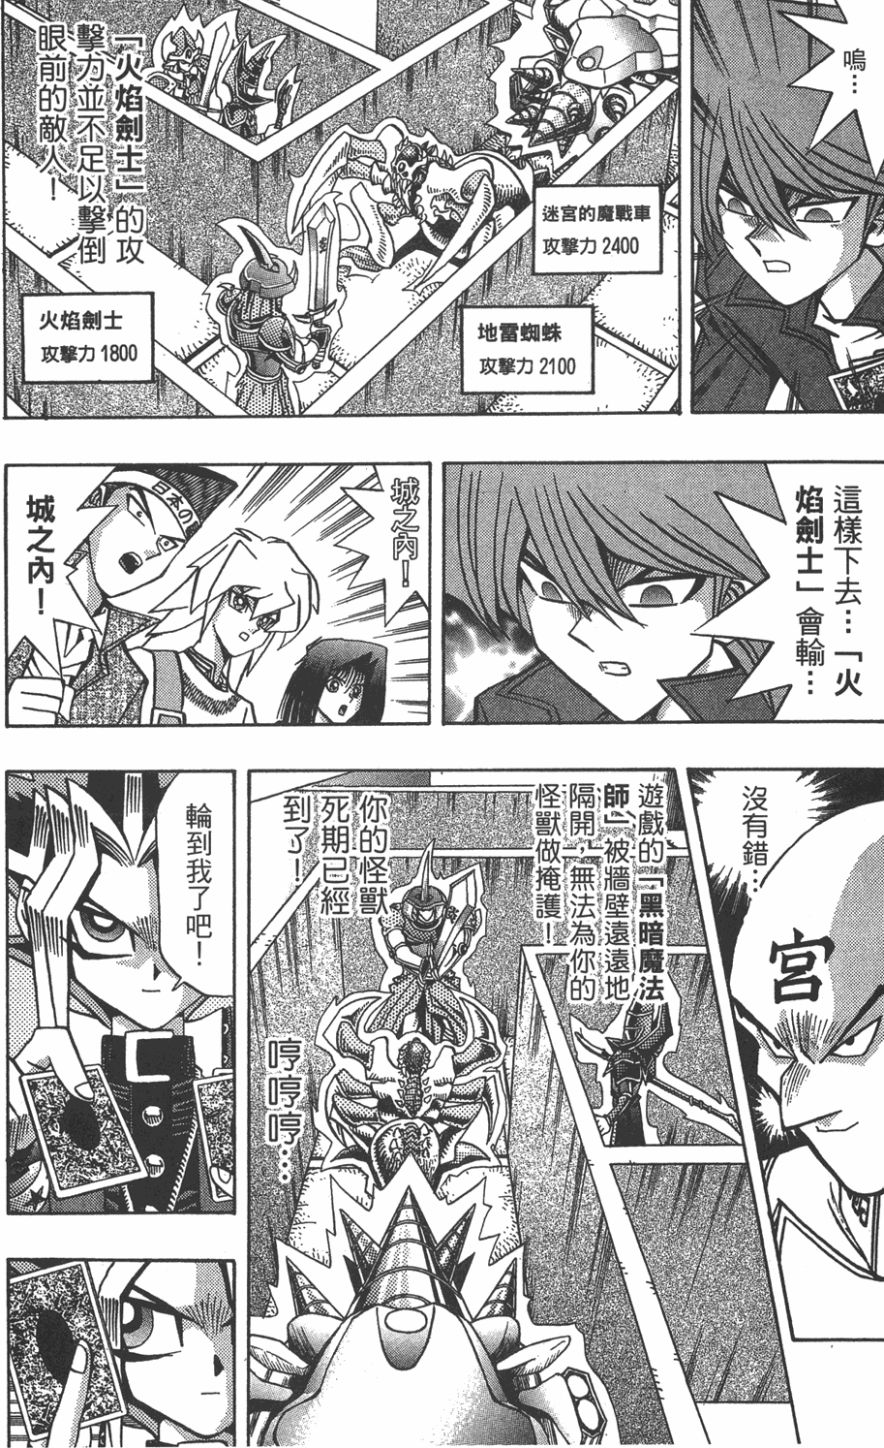 嗚…
「火焰劍士」的攻
擊力並不足以擊倒
眼前的敵人！
迷宮的魔戰車
攻擊力 2400
地雷蜘蛛
攻擊力 2100
火焰劍士
攻擊力 1800
這樣下去…「火
焰劍士」會輸…
城之內！
城之內！
日本の
沒有錯…
宮
遊戲的「黑暗魔法
師」被牆壁遠遠地
隔開，無法為你的
怪獸做掩護！
你的怪獸
死期已經
到了！
哼哼哼…
輪到我了吧！